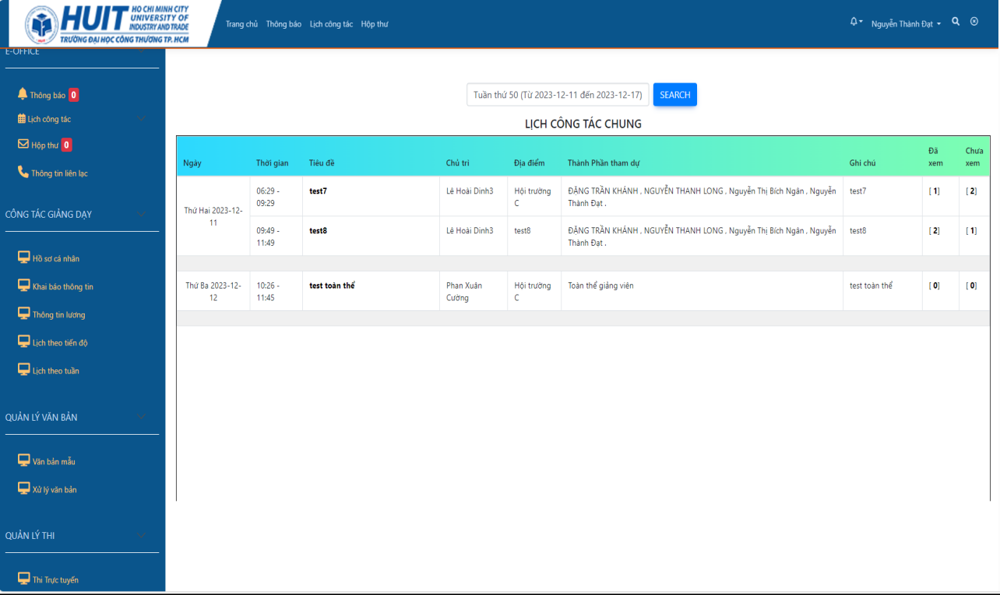 HUIT
HO CHI MINH CITY
UNIVERSITY OF
INDUSTRY AND TRADE
TRƯỜNG ĐẠI HỌC CÔNG THƯƠNG TP. HCM
Trang chủ Thông báo Lịch công tác Hộp thư
Nguyễn Thành Đạt
E-OFFICE
Thông báo 0
Lịch công tác
Hộp thư 0
Thông tin liên lạc
CÔNG TÁC GIẢNG DẠY
Hồ sơ cá nhân
Khai báo thông tin
Thông tin lương
Lịch theo tiến độ
Lịch theo tuần
QUẢN LÝ VĂN BẢN
Văn bản mẫu
Xử lý văn bản
QUẢN LÝ THI
Thi Trực tuyến
Tuần thứ 50 (Từ 2023-12-11 đến 2023-12-17) SEARCH
LỊCH CÔNG TÁC CHUNG
Ngày Thời gian Tiêu đề Chủ trì Địa điểm Thành Phần tham dự Ghi chú Đã xem Chưa xem
Thứ Hai 2023-12-
11
06:29 - test7 Lê Hoài Dinh3 Hội trường ĐẶNG TRẦN KHÁNH , NGUYỄN THANH LONG , Nguyễn Thị Bích Ngân , Nguyễn test7 [ 1] [ 2]
09:29 C Thành Đạt ,
09:49 - test8 Lê Hoài Dinh3 test8 ĐẶNG TRẦN KHÁNH , NGUYỄN THANH LONG , Nguyễn Thị Bích Ngân , Nguyễn test8 [ 2] [ 1]
11:49 Thành Đạt ,
Thứ Ba 2023-12- 10:26 - test toàn thể Phan Xuân Hội trường Toàn thể giảng viên test toàn thể [ 0] [ 0]
12 11:45 Cường C